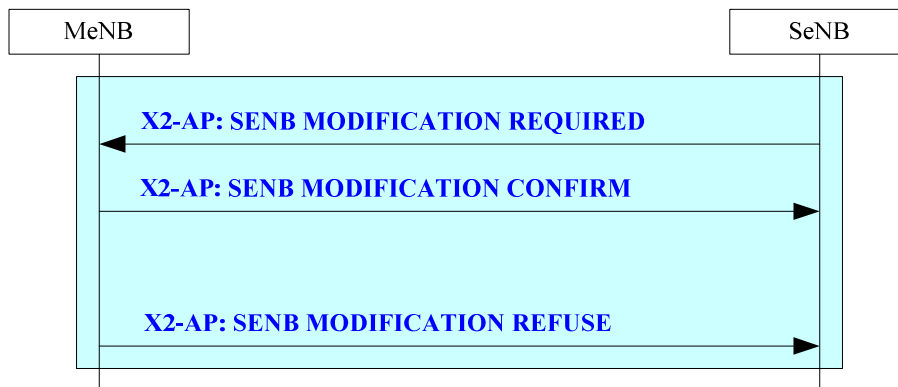 MeNB
SeNB
X2-AP: SENB MODIFICATION REQUIRED
X2-AP: SENB MODIFICATION CONFIRM
X2-AP: SENB MODIFICATION REFUSE